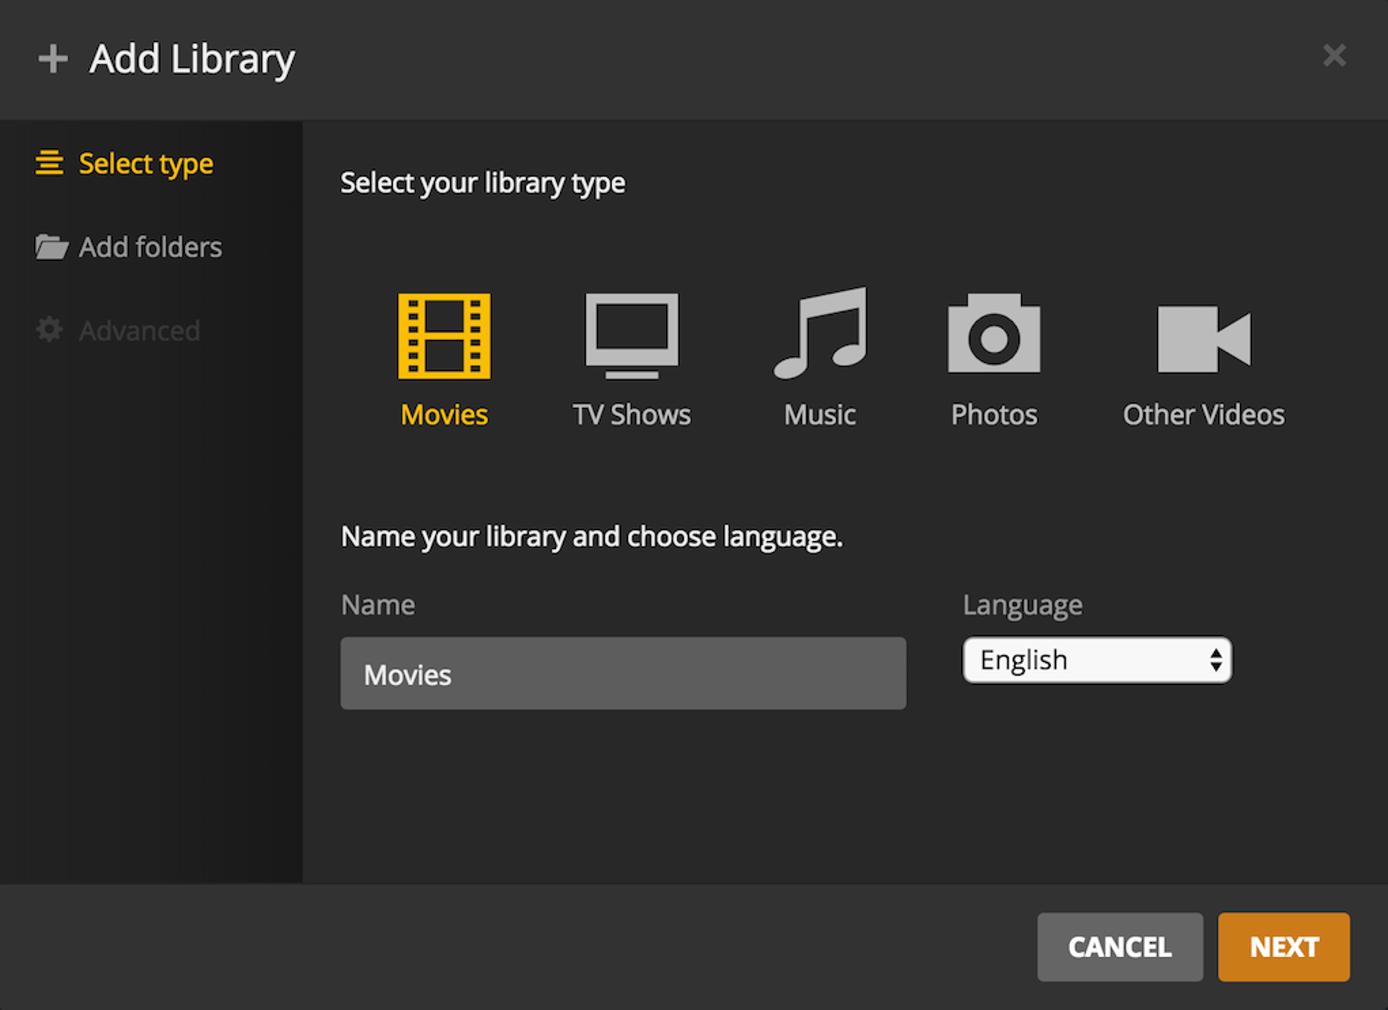 Add Library
Select type
Add folders
Advanced
Select your library type
Movies TV Shows Music Photos Other Videos
Name your library and choose language.
Name Language
Movies English
CANCEL NEXT